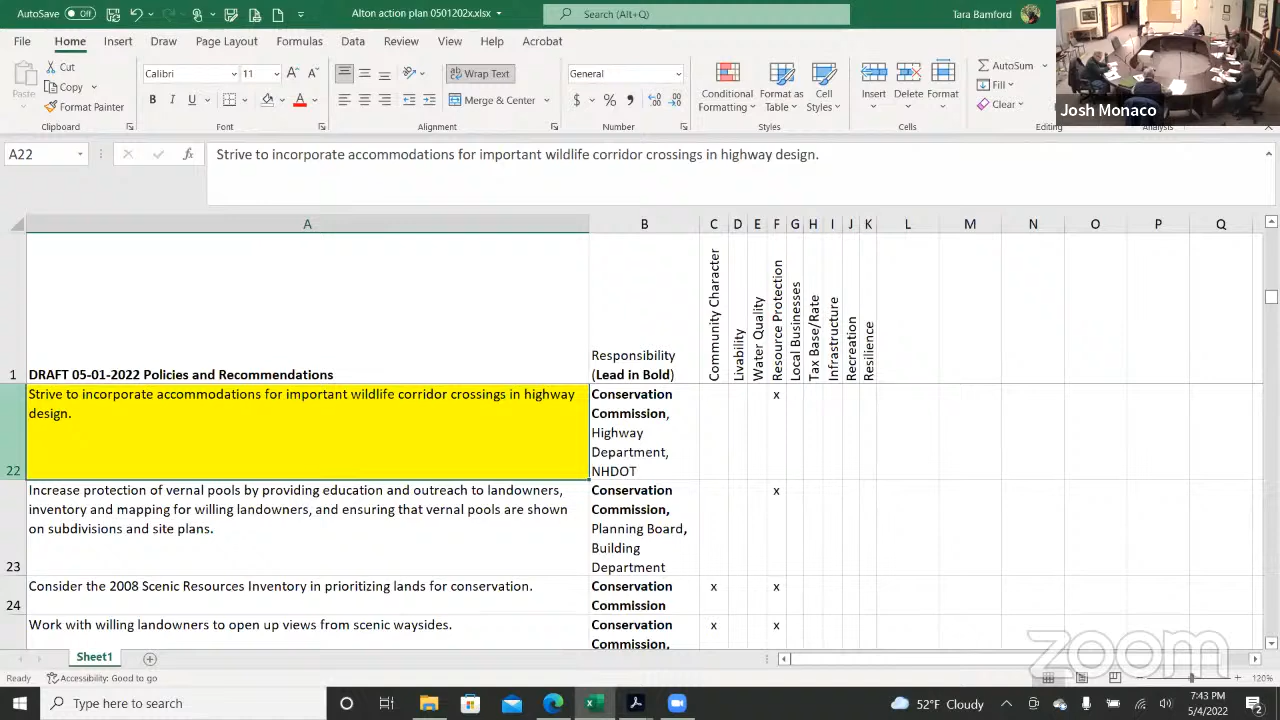 AutoSave Off
Alton action plan 0501202x.xlsx
Search (Alt+Q)
Tara Bamford
File Home Insert Draw Page Layout Formulas Data Review View Help Acrobat
Paste
Cut
Copy
Format Painter
Clipboard
Calibri 11
B I U
Font
Wrap Text
Merge & Center
Alignment
General
$ % ,
Number
Conditional Formatting
Format as Table
Cell Styles
Styles
Insert Delete Format
Cells
AutoSum
Fill
Clear
Editing
Analysis
Josh Monaco
A22
fx
Strive to incorporate accommodations for important wildlife corridor crossings in highway design.
A B C D E F G H I J K L M N O P Q
1
DRAFT 05-01-2022 Policies and Recommendations
Responsibility
(Lead in Bold)
Community Character
Livability
Water Quality
Resource Protection
Local Businesses
Tax Base/Rate
Infrastructure
Recreation
Resilience
22
Strive to incorporate accommodations for important wildlife corridor crossings in highway
design.
Conservation
Commission,
Highway
Department,
NHDOT
x
23
Increase protection of vernal pools by providing education and outreach to landowners,
inventory and mapping for willing landowners, and ensuring that vernal pools are shown
on subdivisions and site plans.
Conservation
Commission,
Planning Board,
Building
Department
x
24
Consider the 2008 Scenic Resources Inventory in prioritizing lands for conservation.
Conservation
Commission
x x
Work with willing landowners to open up views from scenic waysides.
Conservation
Commission,
x x
Sheet1
Ready
Accessibility: Good to go
120%
zoom
Type here to search
52°F Cloudy
7:43 PM
5/4/2022
2